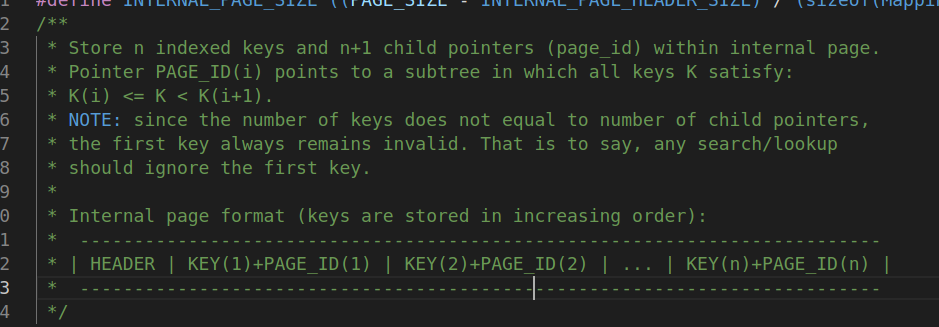 1 #define INTERNAL_PAGE_SIZE ((PAGE_SIZE - INTERNAL_PAGE_HEADER_SIZE) / (sizeof(Mappin
2 /**
3  * Store n indexed keys and n+1 child pointers (page_id) within internal page.
4  * Pointer PAGE_ID(i) points to a subtree in which all keys K satisfy:
5  * K(i) <= K < K(i+1).
6  * NOTE: since the number of keys does not equal to number of child pointers,
7  * the first key always remains invalid. That is to say, any search/lookup
8  * should ignore the first key.
9  *
0  * Internal page format (keys are stored in increasing order):
1  *  --------------------------------------------------------------------------
2  * | HEADER | KEY(1)+PAGE_ID(1) | KEY(2)+PAGE_ID(2) | ... | KEY(n)+PAGE_ID(n) |
3  *  --------------------------------------------------------------------------
4  */